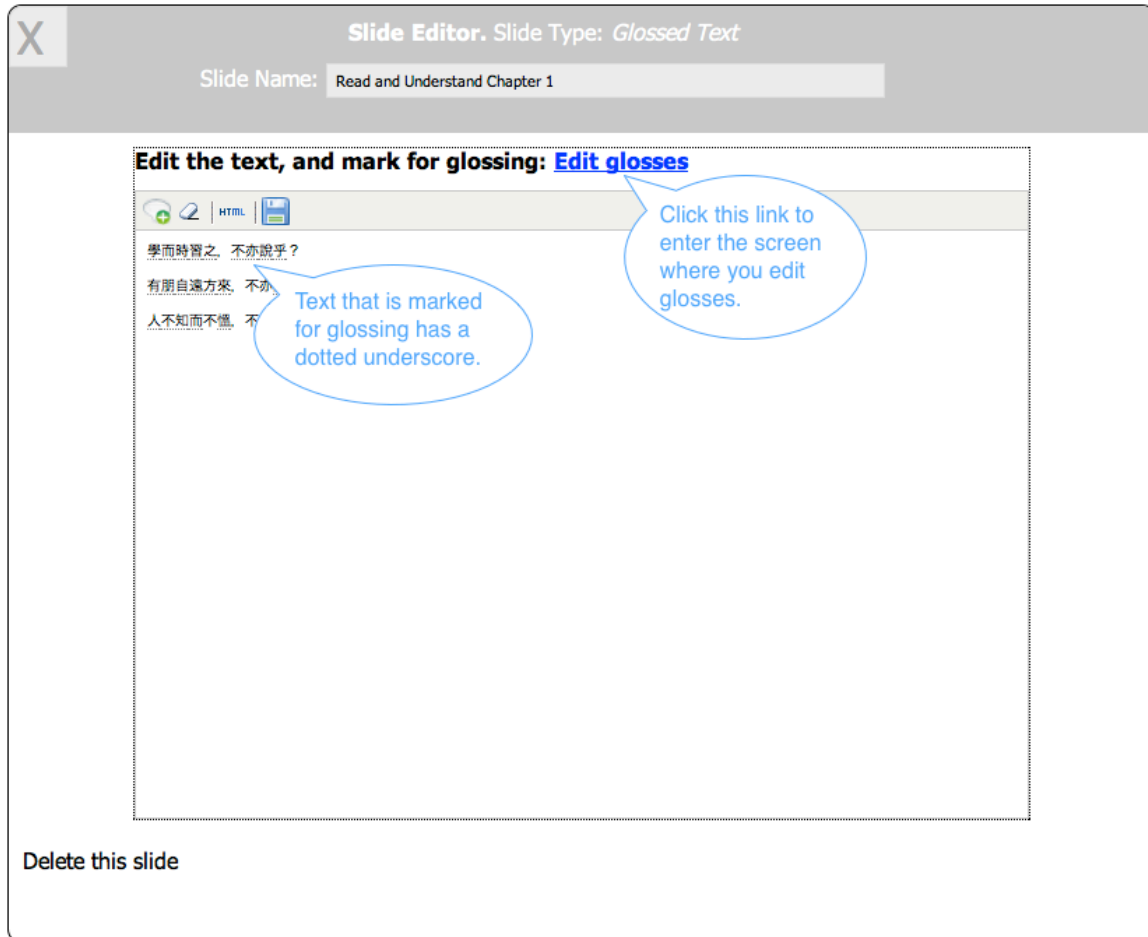 X
Slide Editor. Slide Type: Glossed Text
Slide Name: Read and Understand Chapter 1
Edit the text, and mark for glossing: Edit glosses
HTML
學而時習之，不亦說乎？
有朋自遠方來，不亦
人不知而不慍，不
Click this link to
enter the screen
where you edit
glosses.
Text that is marked
for glossing has a
dotted underscore.
Delete this slide